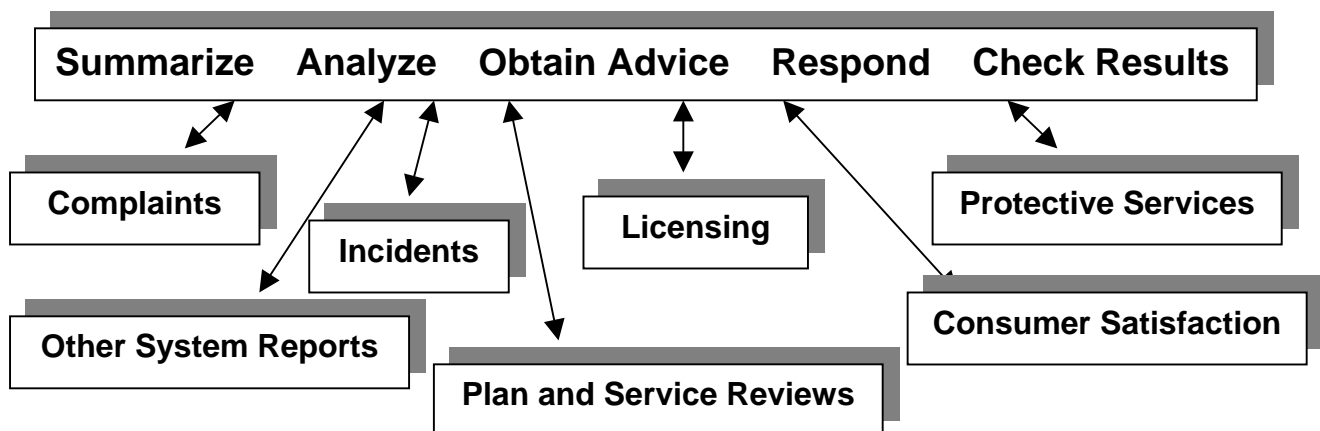 Summarize Analyze Obtain Advice Respond Check Results
Complaints
Incidents
Licensing
Protective Services
Other System Reports
Plan and Service Reviews
Consumer Satisfaction